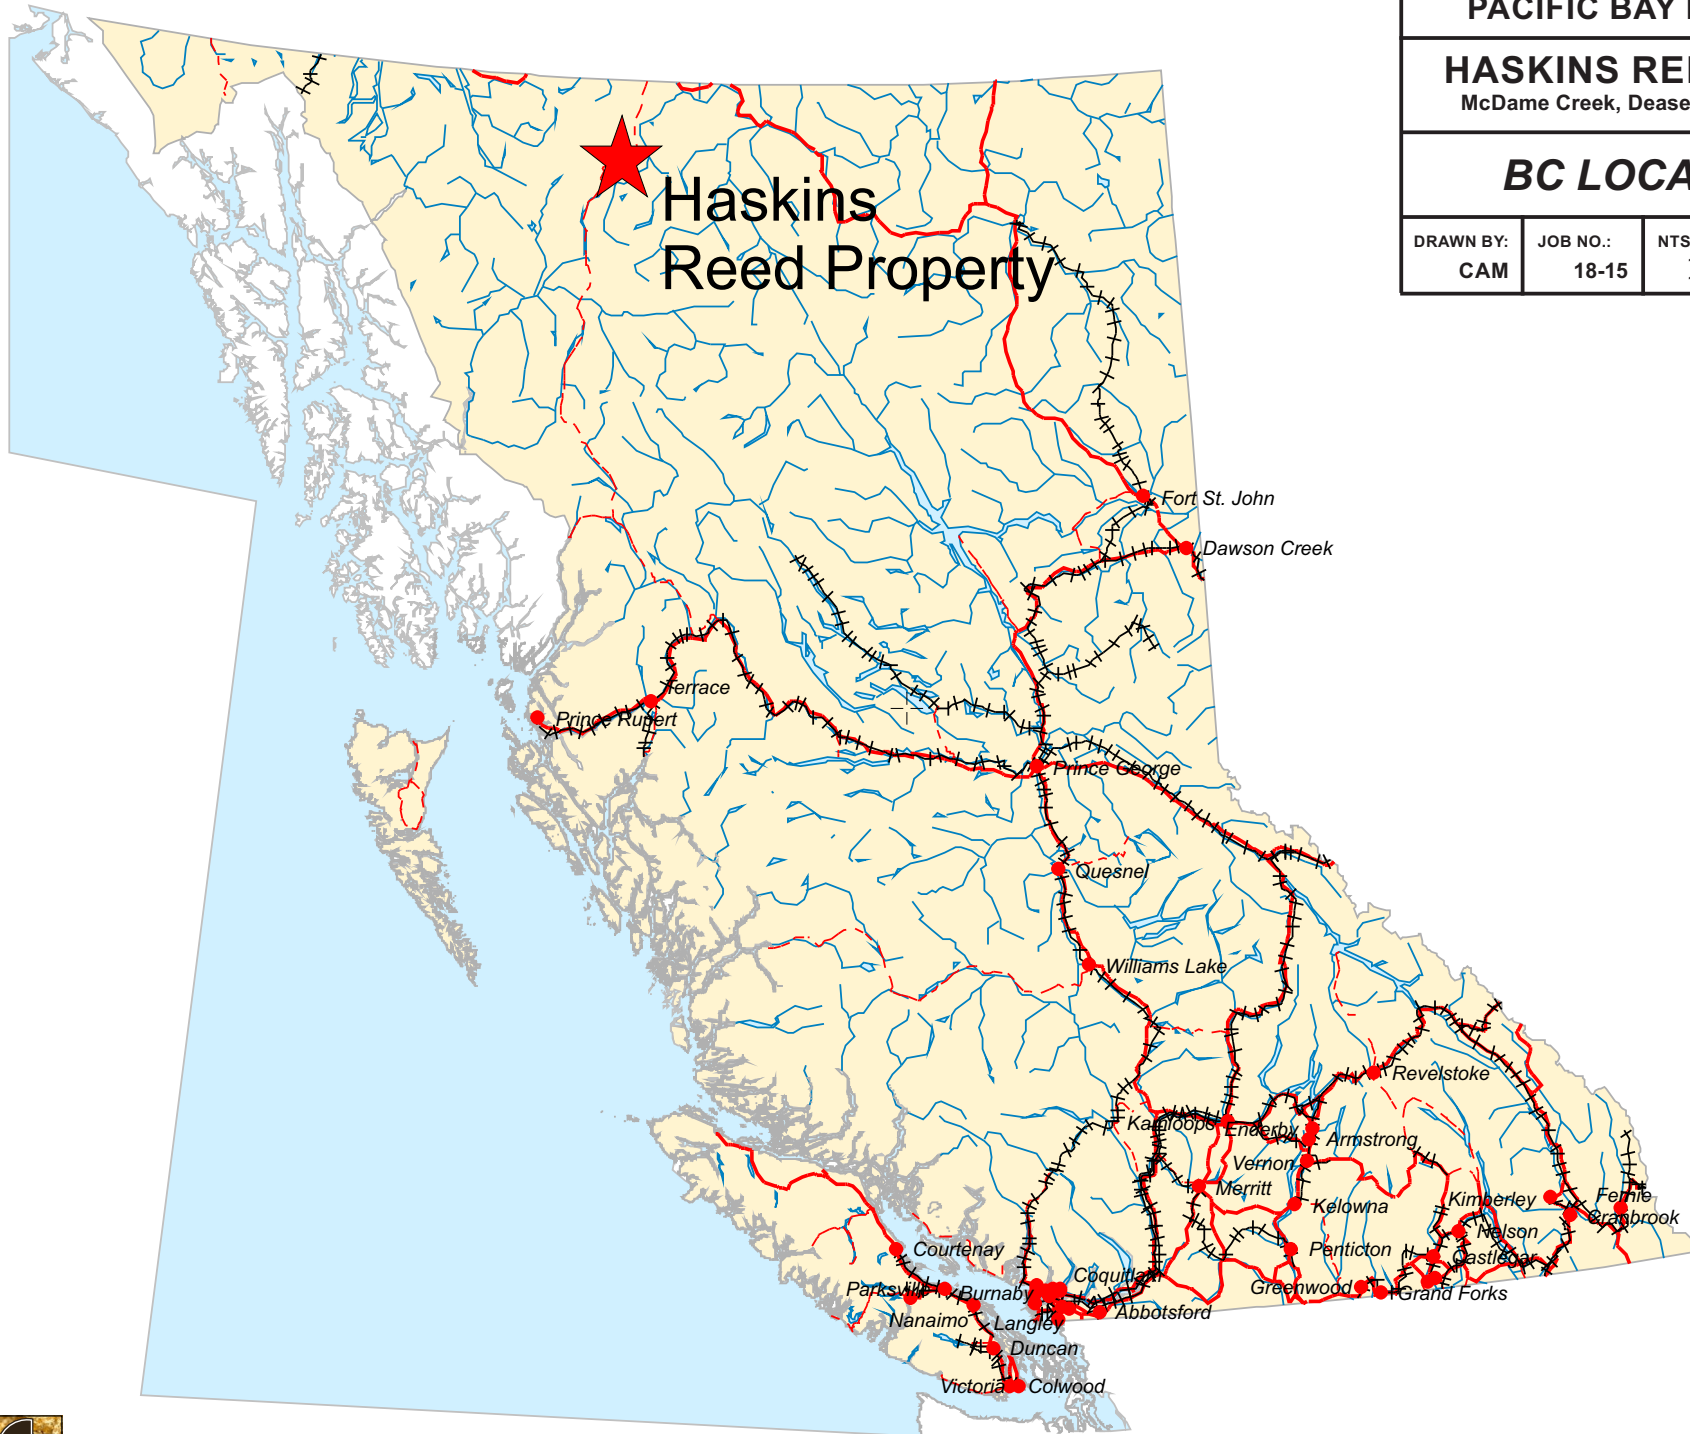 PACIFIC BAY
HASKINS
McDame Creek, Dease
BC LOCA
DRAWN BY:
CAM
JOB NO.:
18-15
NTS
Haskins
Reed Property
Fort St. John
Dawson Creek
Terrace
Prince Rupert
Prince George
Quesnel
Williams Lake
Revelstoke
Kamloops
Enderby
Armstrong
Vernon
Merritt
Kelowna
Kimberley
Fernie
Cranbrook
Nelson
Courtenay
Penticton
Castlegar
Coquitlam
Greenwood
Grand Forks
Parksville
Burnaby
Abbotsford
Nanaimo
Langley
Duncan
Victoria
Colwood